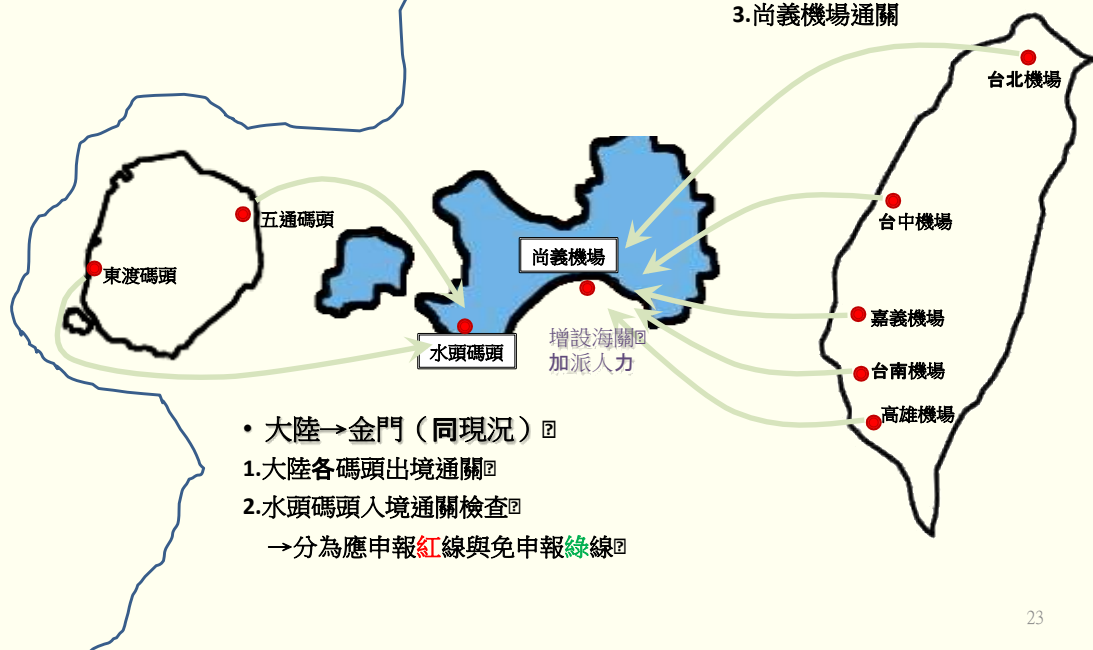 3.尚義機場通關
台北機場
五通碼頭
台中機場
尚義機場
東渡碼頭
嘉義機場
水頭碼頭
增設海關
加派人力
台南機場
高雄機場
• 大陸→金門（同現況）
1.大陸各碼頭出境通關
2.水頭碼頭入境通關檢查
→分為應申報紅線與免申報綠線
23